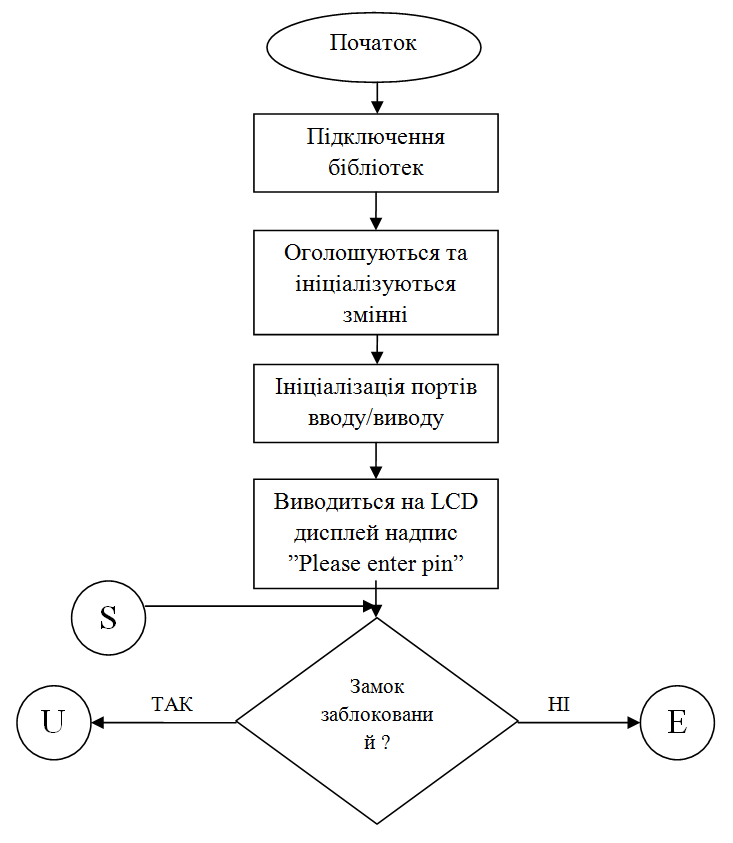 Початок
Підключення
бібліотек
Оголошуються та
ініціалізуються
змінні
Ініціалізація портів
вводу/виводу
Виводиться на LCD
дисплей надпис
”Please enter pin”
S
Замок
заблоковани
й ?
ТАК
НІ
U
E